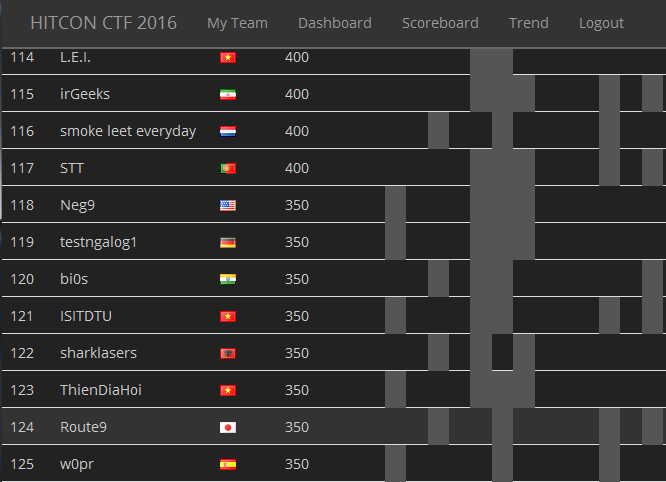 HITCON CTF 2016 My Team Dashboard Scoreboard Trend Logout
114 L.E.I. 400
115 irGeeks 400
116 smoke leet everyday 400
117 STT 400
118 Neg9 350
119 testngalog1 350
120 bi0s 350
121 ISITDTU 350
122 sharklasers 350
123 ThienDiaHoi 350
124 Route9 350
125 w0pr 350